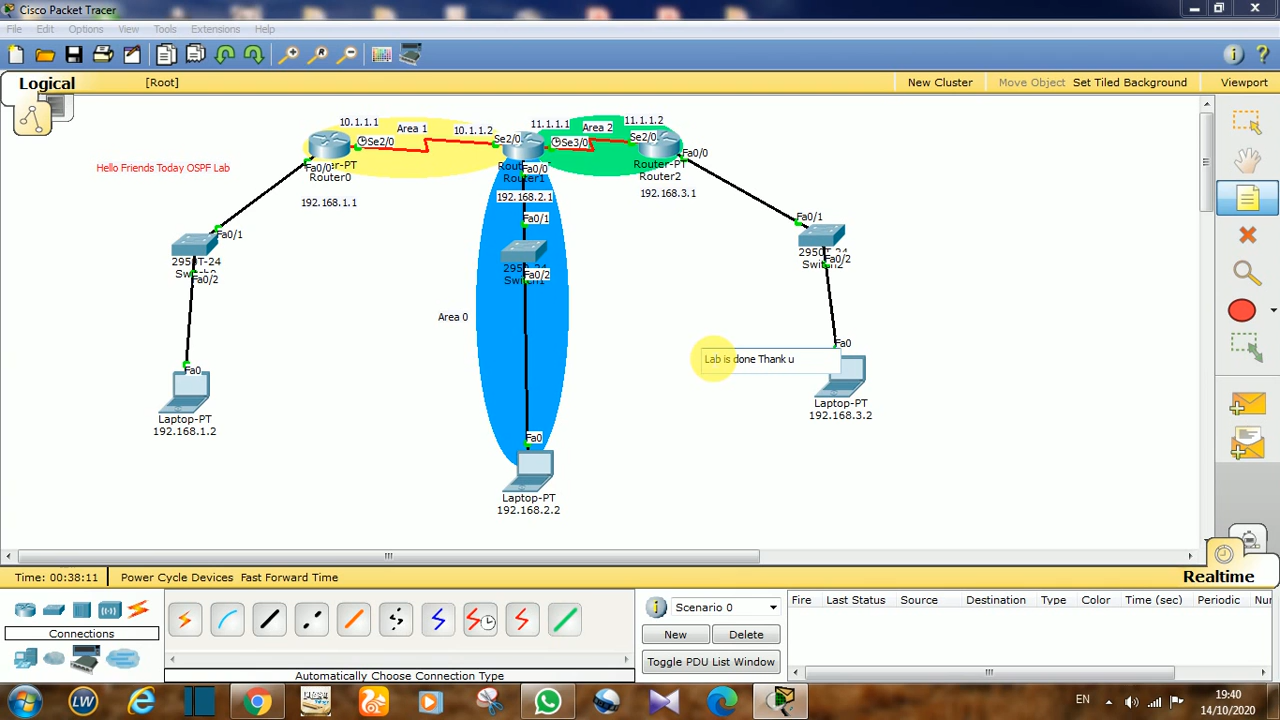 Cisco Packet Tracer
File Edit Options View Tools Extensions Help
Logical
[Root]
New Cluster
Move Object
Set Tiled Background
Viewport
10.1.1.1
Area 1
10.1.1.2
11.1.1.1
Area 2
11.1.1.2
Se2/0
Se2/0
Se3/0
Se2/0
Fa0/0
Fa0/0
Fa0/0
Router0
Router1
Router-PT
Router2
Hello Friends Today OSPF Lab
192.168.1.1
192.168.2.1
192.168.3.1
Fa0/1
Fa0/1
Fa0/1
2950T-24
Fa0/2
Fa0/2
Fa0/2
Area 0
Fa0
Fa0
Fa0
Lab is done Thank u
Laptop-PT
192.168.1.2
Laptop-PT
192.168.2.2
Laptop-PT
192.168.3.2
Time: 00:38:11
Power Cycle Devices Fast Forward Time
Realtime
Connections
Automatically Choose Connection Type
Scenario 0
New
Delete
Toggle PDU List Window
Fire Last Status Source Destination Type Color Time (sec) Periodic Nur
EN
19:40
14/10/2020